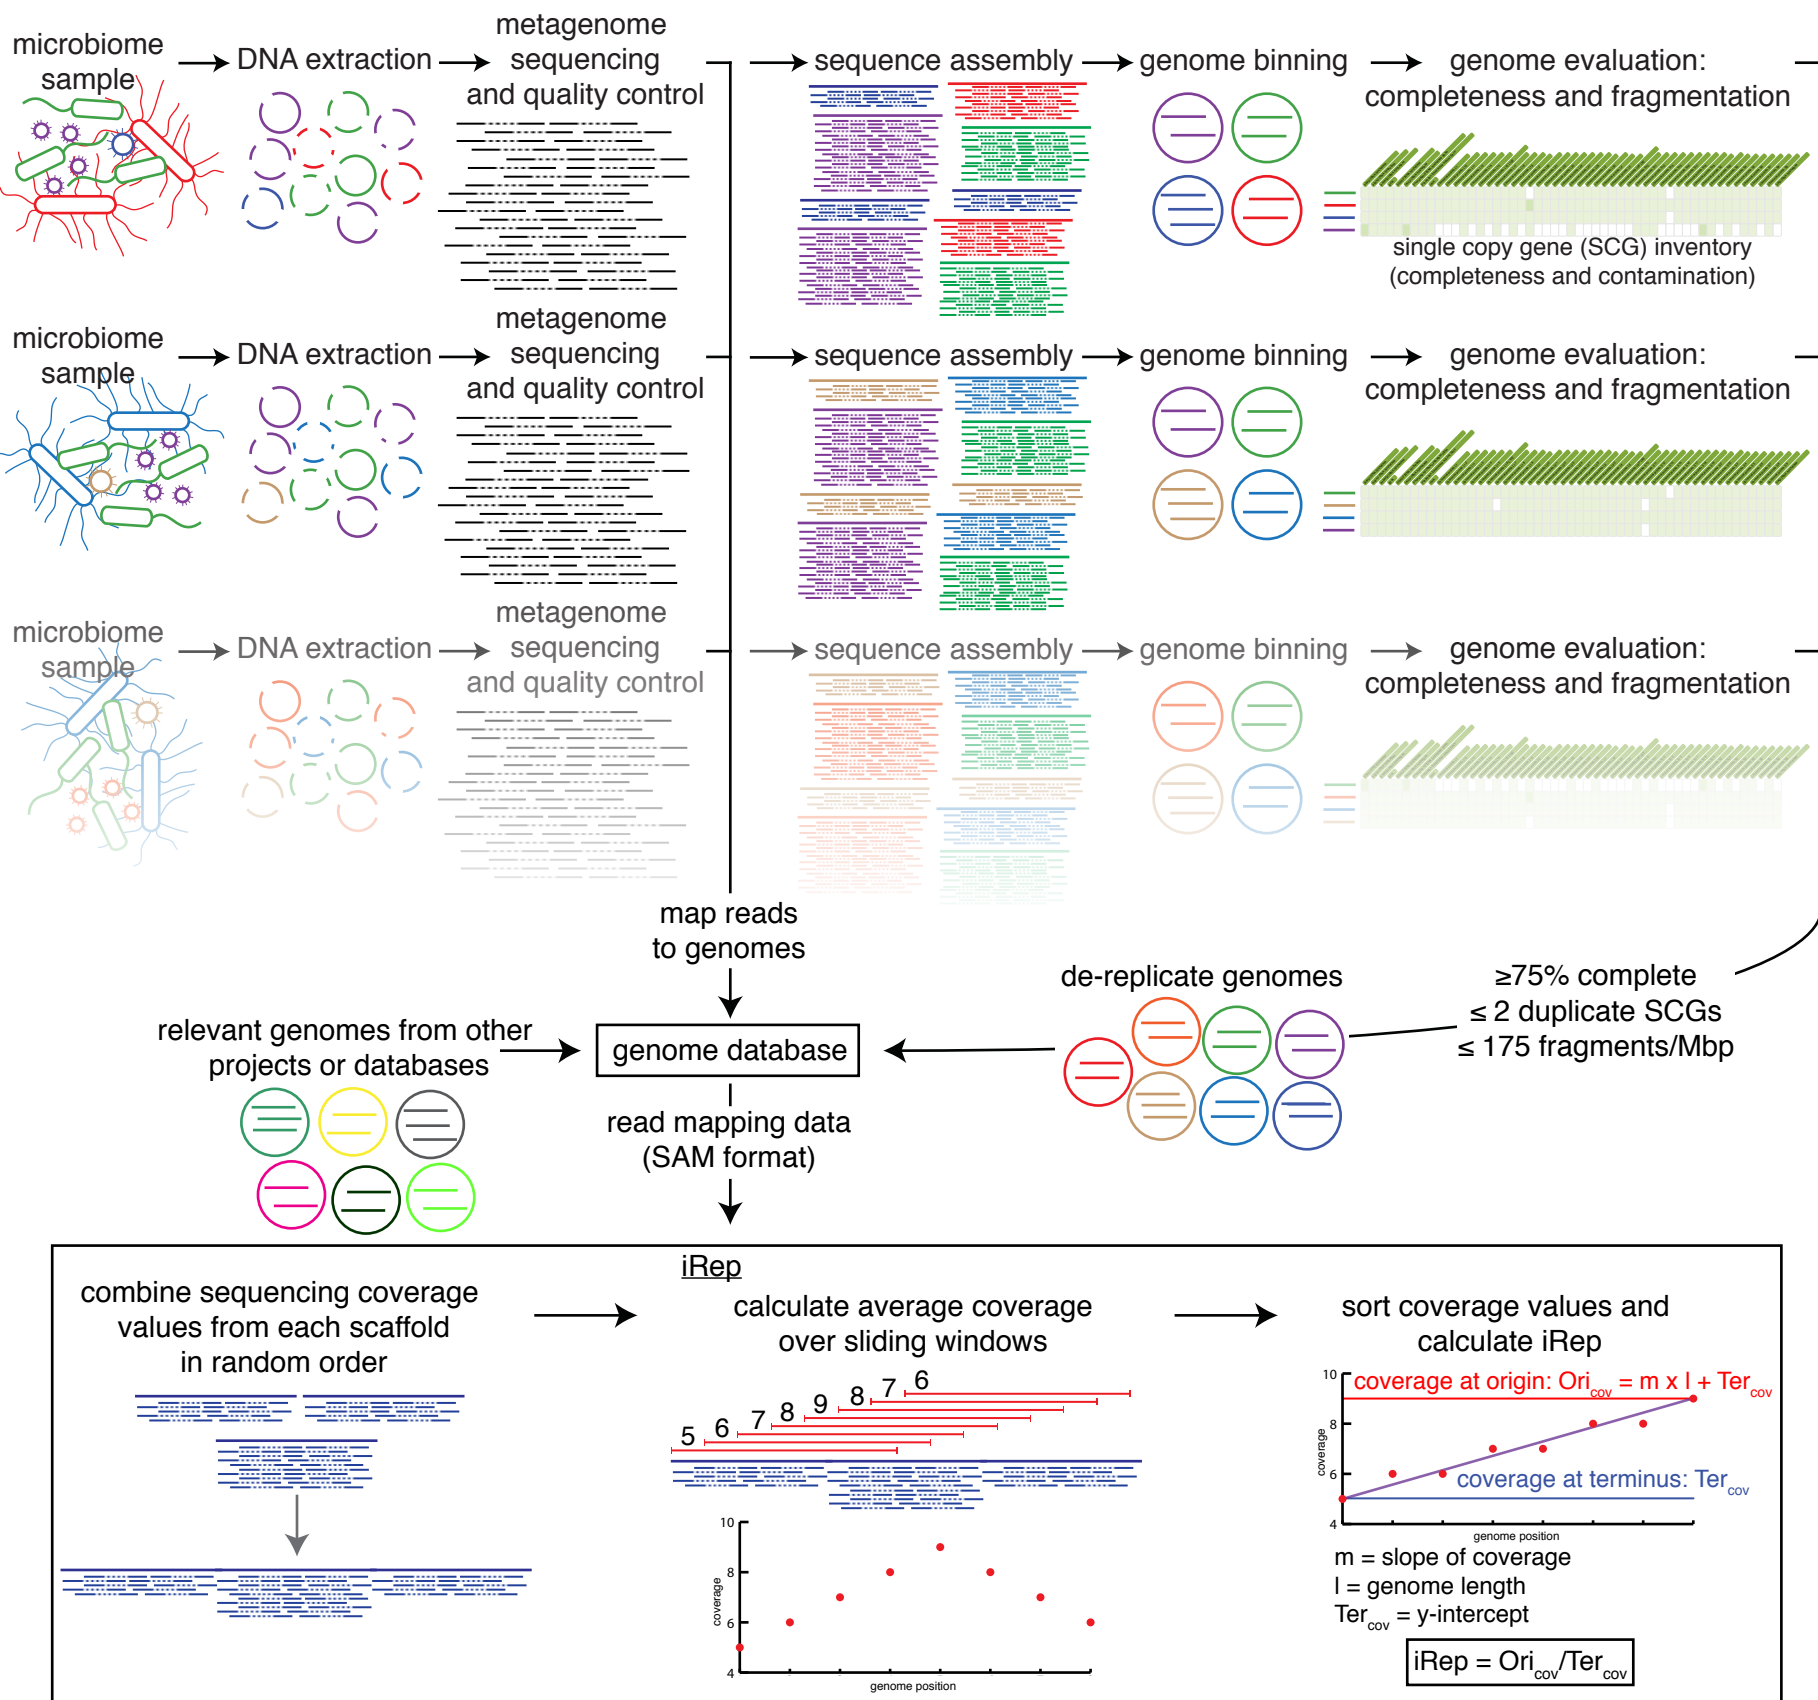 microbiome
sample
DNA extraction
metagenome
sequencing
and quality control
sequence assembly
genome binning
genome evaluation:
completeness and fragmentation
single copy gene (SCG) inventory
(completeness and contamination)
microbiome
sample
DNA extraction
metagenome
sequencing
and quality control
sequence assembly
genome binning
genome evaluation:
completeness and fragmentation
microbiome
sample
DNA extraction
metagenome
sequencing
and quality control
sequence assembly
genome binning
genome evaluation:
completeness and fragmentation
map reads
to genomes
de-replicate genomes
≥75% complete
≤ 2 duplicate SCGs
≤ 175 fragments/Mbp
relevant genomes from other
projects or databases
genome database
read mapping data
(SAM format)
iRep
combine sequencing coverage
values from each scaffold
in random order
calculate average coverage
over sliding windows
5 6 7 8 9 8 7 6
10
8
6
4
coverage
genome position
sort coverage values and
calculate iRep
10
8
6
4
coverage
coverage at origin: Ori_cov = m x l + Ter_cov
coverage at terminus: Ter_cov
genome position
m = slope of coverage
l = genome length
Ter_cov = y-intercept
iRep = Ori_cov/Ter_cov